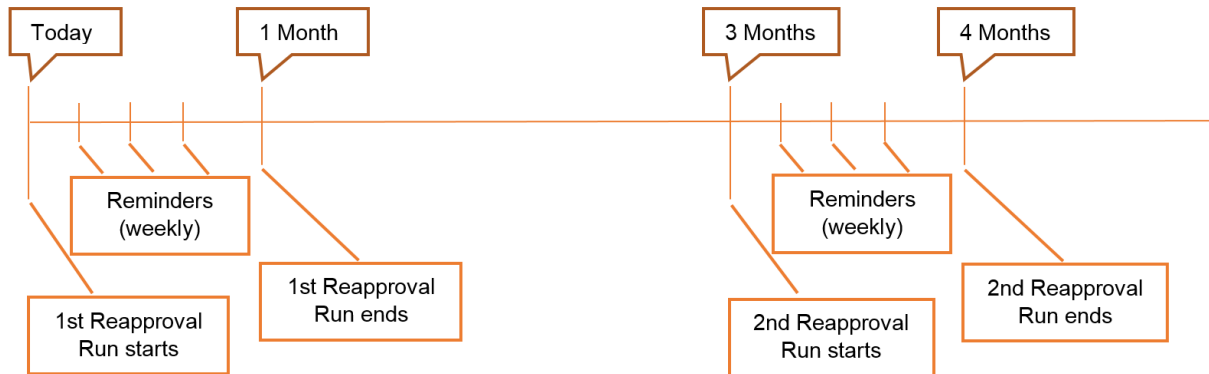 Today
1 Month
3 Months
4 Months
Reminders
(weekly)
Reminders
(weekly)
1st Reapproval
Run ends
2nd Reapproval
Run ends
1st Reapproval
Run starts
2nd Reapproval
Run starts